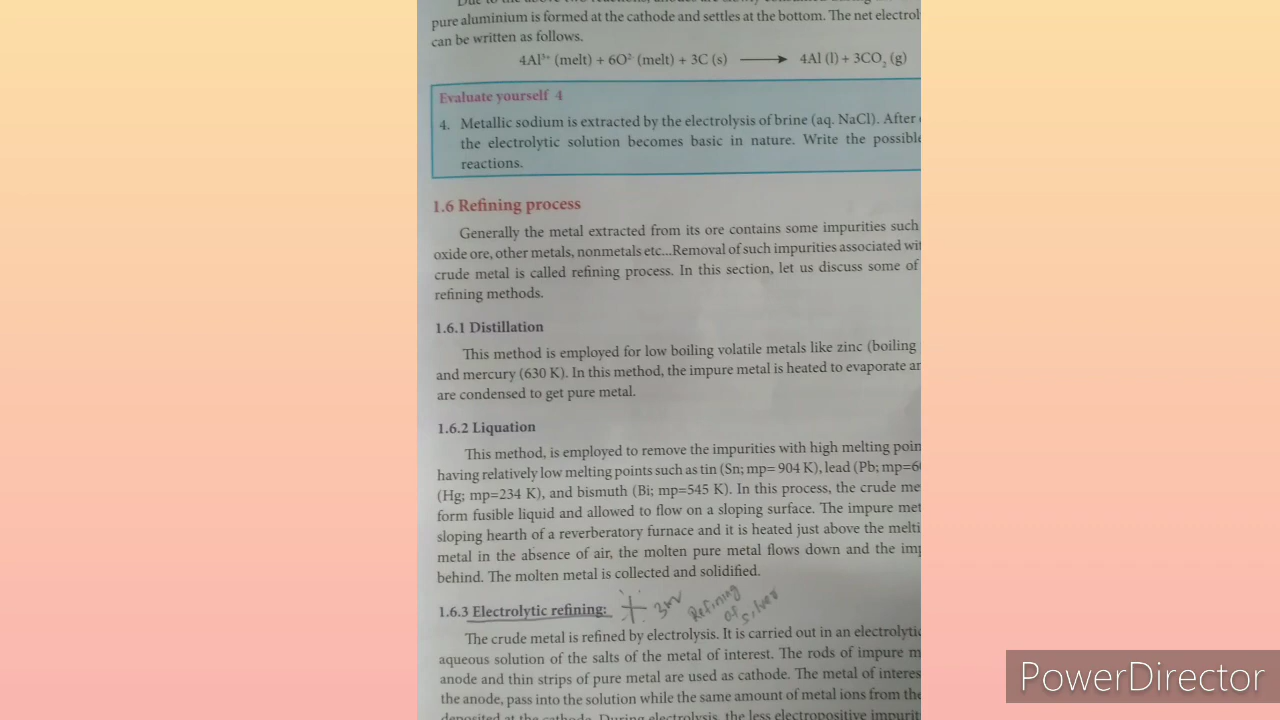 pure aluminium is formed at the cathode and settles at the bottom. The net electrol
can be written as follows.
4Al³⁺ (melt) + 6O²⁻ (melt) + 3C (s) ⟶ 4Al (l) + 3CO₂ (g)
Evaluate yourself 4
4. Metallic sodium is extracted by the electrolysis of brine (aq. NaCl). After
the electrolytic solution becomes basic in nature. Write the possible
reactions.
1.6 Refining process
Generally the metal extracted from its ore contains some impurities such
oxide ore, other metals, nonmetals etc...Removal of such impurities associated wi
crude metal is called refining process. In this section, let us discuss some of
refining methods.
1.6.1 Distillation
This method is employed for low boiling volatile metals like zinc (boiling
and mercury (630 K). In this method, the impure metal is heated to evaporate an
are condensed to get pure metal.
1.6.2 Liquation
This method, is employed to remove the impurities with high melting poin
having relatively low melting points such as tin (Sn; mp= 904 K), lead (Pb; mp=6
(Hg; mp=234 K), and bismuth (Bi; mp=545 K). In this process, the crude me
form fusible liquid and allowed to flow on a sloping surface. The impure met
sloping hearth of a reverberatory furnace and it is heated just above the melti
metal in the absence of air, the molten pure metal flows down and the imp
behind. The molten metal is collected and solidified.
1.6.3 Electrolytic refining: 3m Refining of silver
The crude metal is refined by electrolysis. It is carried out in an electrolytic
aqueous solution of the salts of the metal of interest. The rods of impure m
anode and thin strips of pure metal are used as cathode. The metal of interes
the anode, pass into the solution while the same amount of metal ions from the
deposited at the cathode. During electrolysis, the less electropositive impurit
PowerDirector